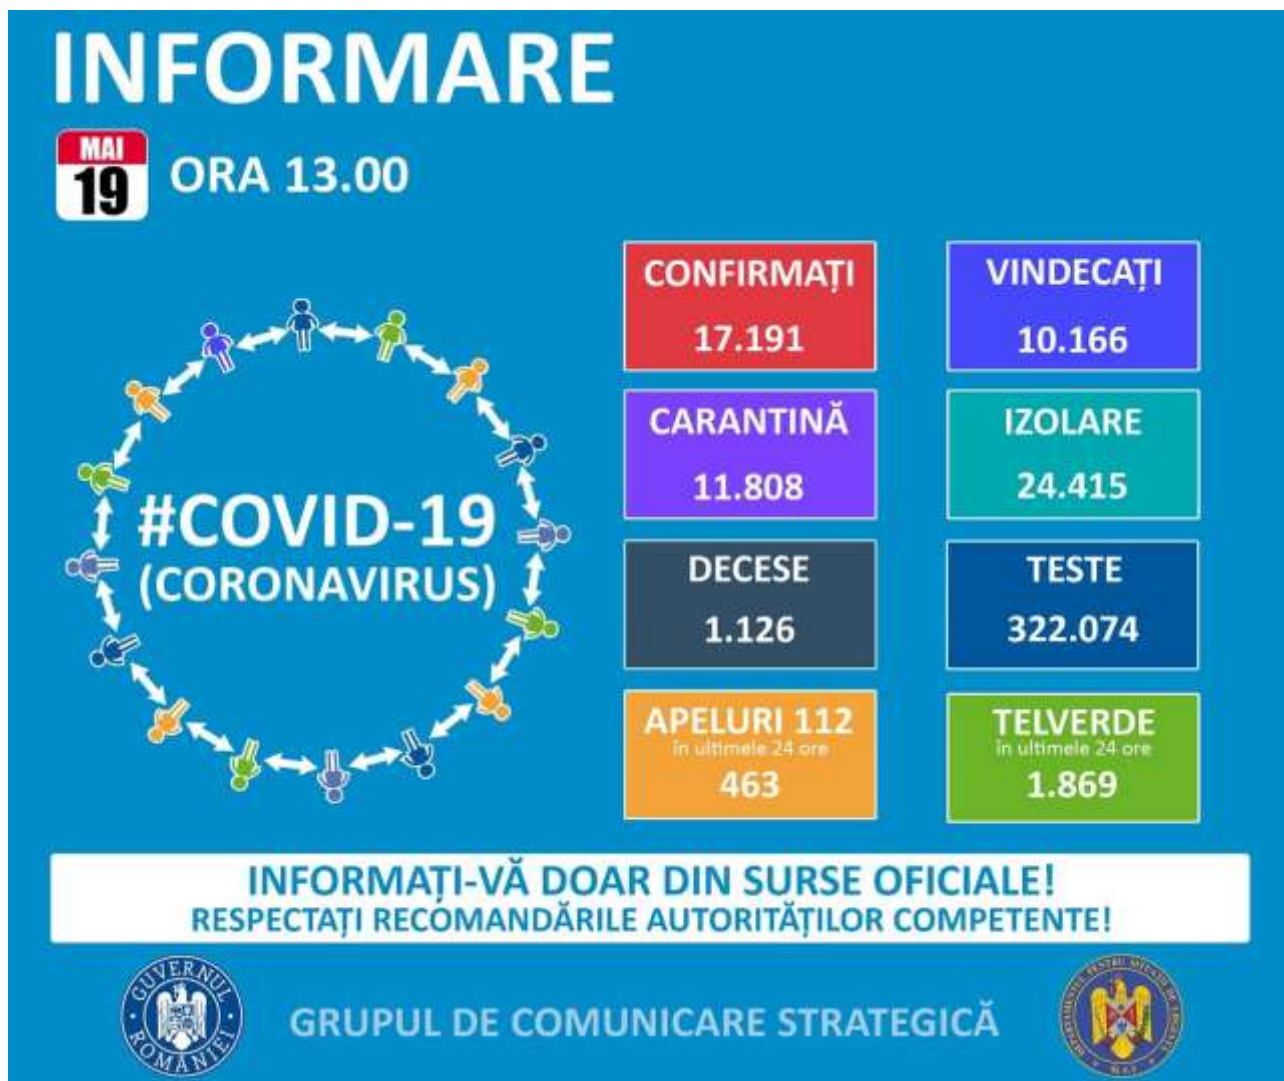 INFORMARE
MAI
19
ORA 13.00
CONFIRMAȚI
17.191
VINDECAȚI
10.166
CARANTINĂ
11.808
IZOLARE
24.415
#COVID-19
(CORONAVIRUS)
DECESE
1.126
TESTE
322.074
APELURI 112
în ultimele 24 ore
463
TELVERDE
în ultimele 24 ore
1.869
INFORMAȚI-VĂ DOAR DIN SURSE OFICIALE!
RESPECTAȚI RECOMANDĂRILE AUTORITĂȚILOR COMPETENTE!
GUVERNUL
ROMÂNIEI
GRUPUL DE COMUNICARE STRATEGICĂ